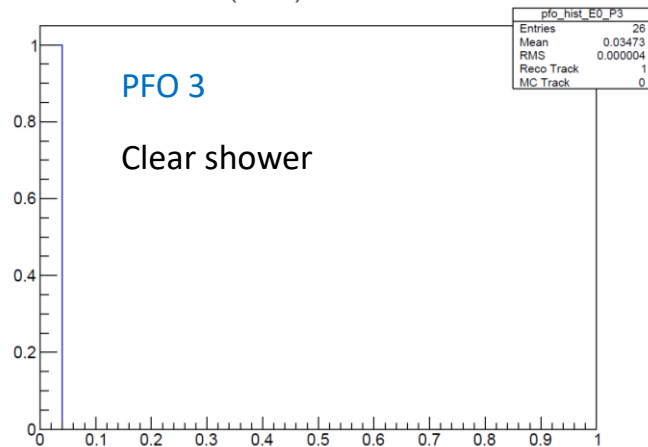 pfo_hist_E0_P3
Entries 26
Mean 0.03473
RMS 0.000004
Reco Track 1
MC Track 0
PFO 3
Clear shower
1
0.8
0.6
0.4
0.2
0
0 0.1 0.2 0.3 0.4 0.5 0.6 0.7 0.8 0.9 1